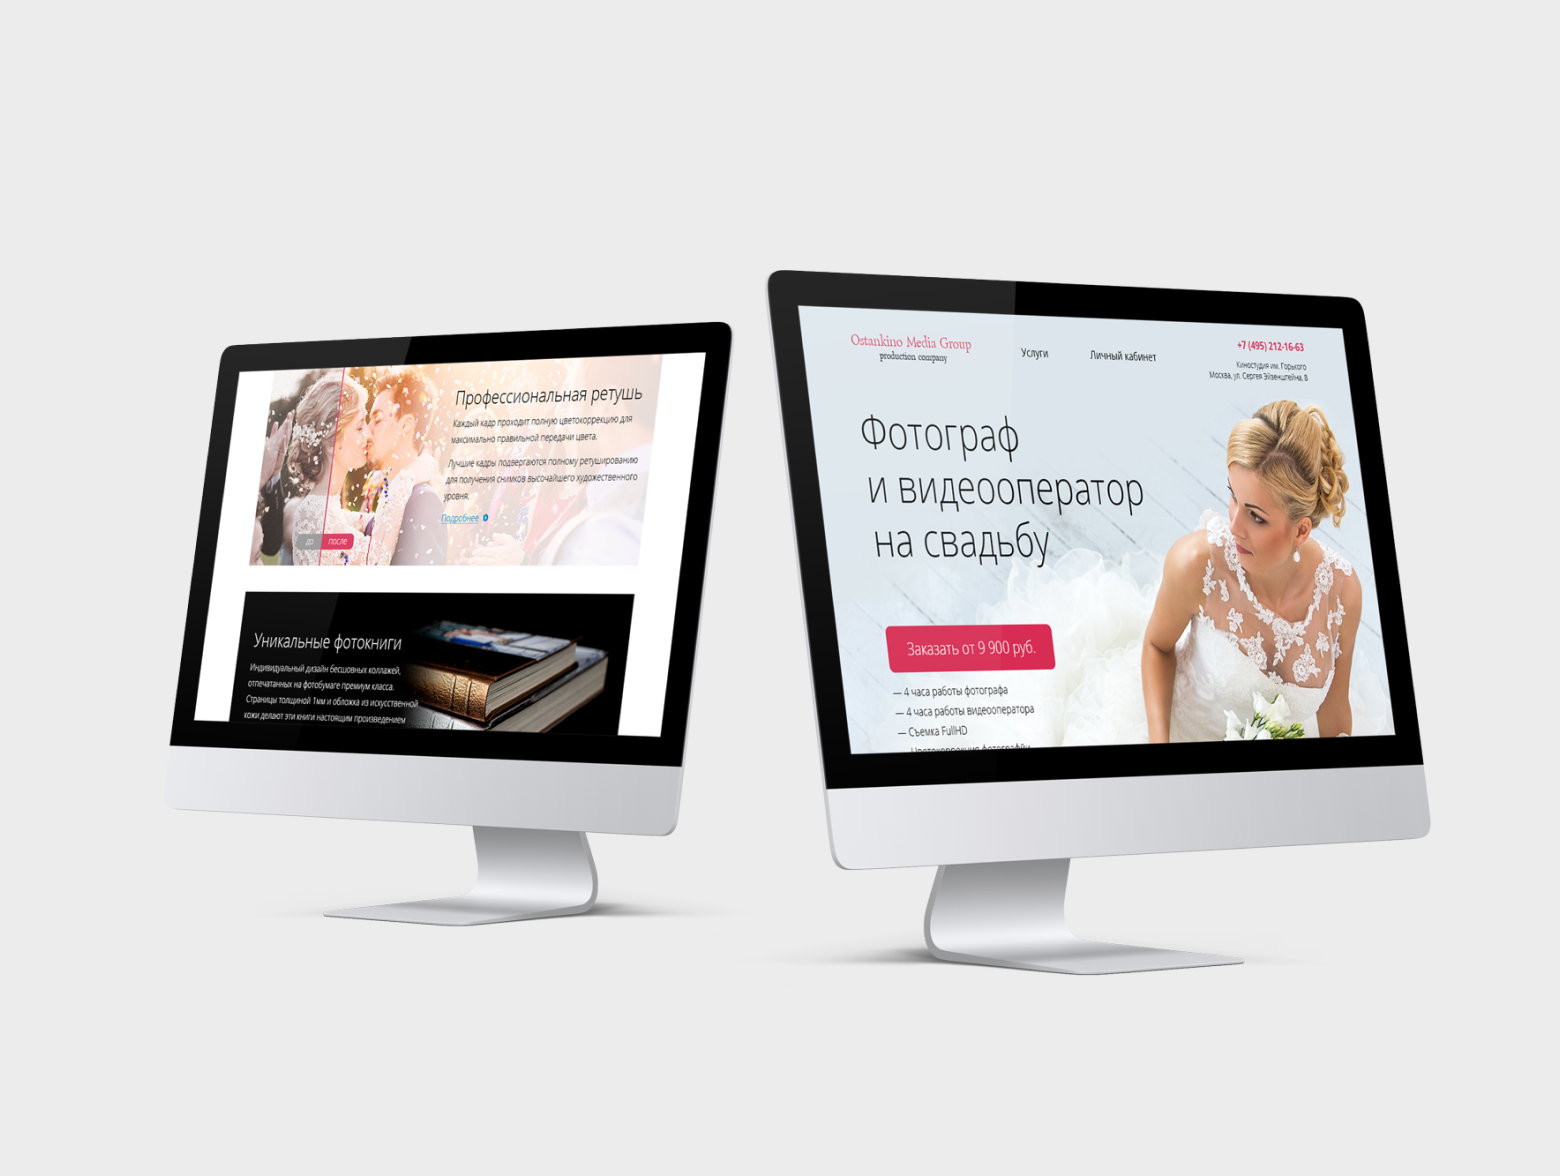 Профессиональная ретушь
Каждый кадр проходит полную цветокоррекцию для
максимально правильной передачи цвета.
Лучшие кадры подвергаются полному ретушированию
для получения снимков высочайшего художественного
уровня.
Подробнее
до после
Уникальные фотокниги
Индивидуальный дизайн бесшовных коллажей,
отпечатанных на фотобумаге премиум класса.
Страницы толщиной 1мм и обложка из искусственной
кожи делают эти книги настоящим произведением
Ostankino Media Group
production company
Услуги
Личный кабинет
+7 (495) 212-16-63
Киностудия им. Горького
Москва, ул. Сергея Эйзенштейна, 8
Фотограф
и видеооператор
на свадьбу
Заказать от 9 900 руб.
— 4 часа работы фотографа
— 4 часа работы видеооператора
— Съемка FullHD